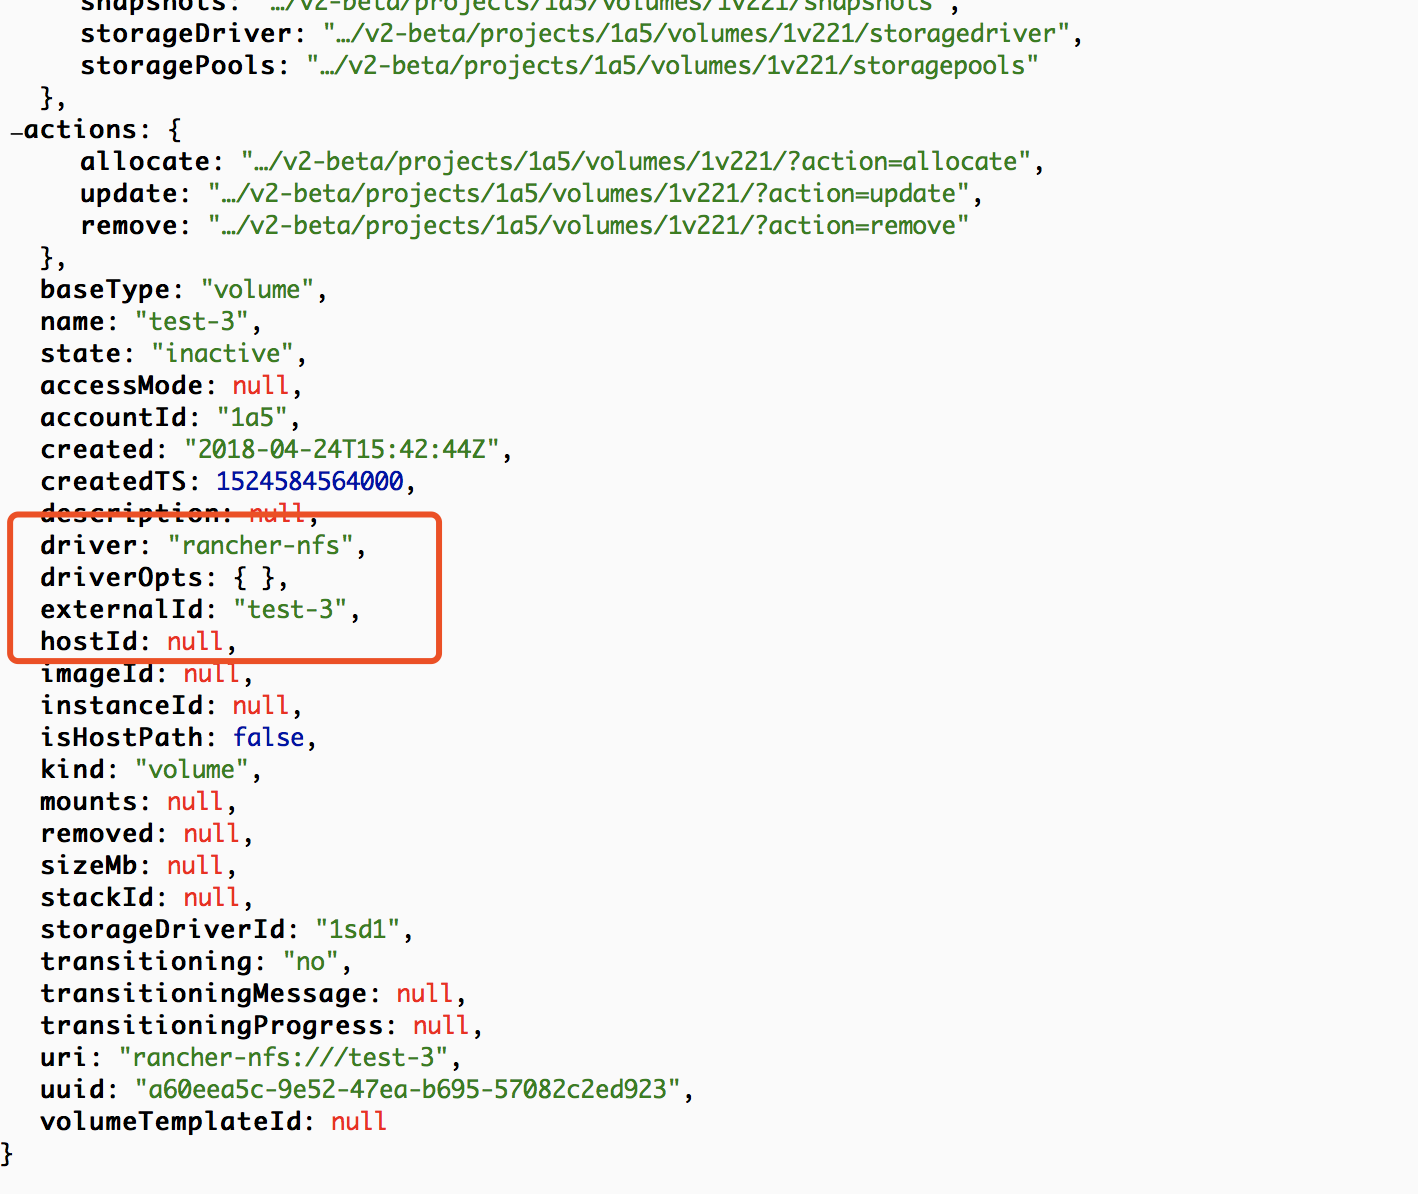 snapshots: "…/v2-beta/projects/1a5/volumes/1v221/snapshots",
storageDriver: "…/v2-beta/projects/1a5/volumes/1v221/storagedriver",
storagePools: "…/v2-beta/projects/1a5/volumes/1v221/storagepools"
},
–actions: {
allocate: "…/v2-beta/projects/1a5/volumes/1v221/?action=allocate",
update: "…/v2-beta/projects/1a5/volumes/1v221/?action=update",
remove: "…/v2-beta/projects/1a5/volumes/1v221/?action=remove"
},
baseType: "volume",
name: "test-3",
state: "inactive",
accessMode: null,
accountId: "1a5",
created: "2018-04-24T15:42:44Z",
createdTS: 1524584564000,
description: null,
driver: "rancher-nfs",
driverOpts: { },
externalId: "test-3",
hostId: null,
imageId: null,
instanceId: null,
isHostPath: false,
kind: "volume",
mounts: null,
removed: null,
sizeMb: null,
stackId: null,
storageDriverId: "1sd1",
transitioning: "no",
transitioningMessage: null,
transitioningProgress: null,
uri: "rancher-nfs:///test-3",
uuid: "a60eea5c-9e52-47ea-b695-57082c2ed923",
volumeTemplateId: null
}